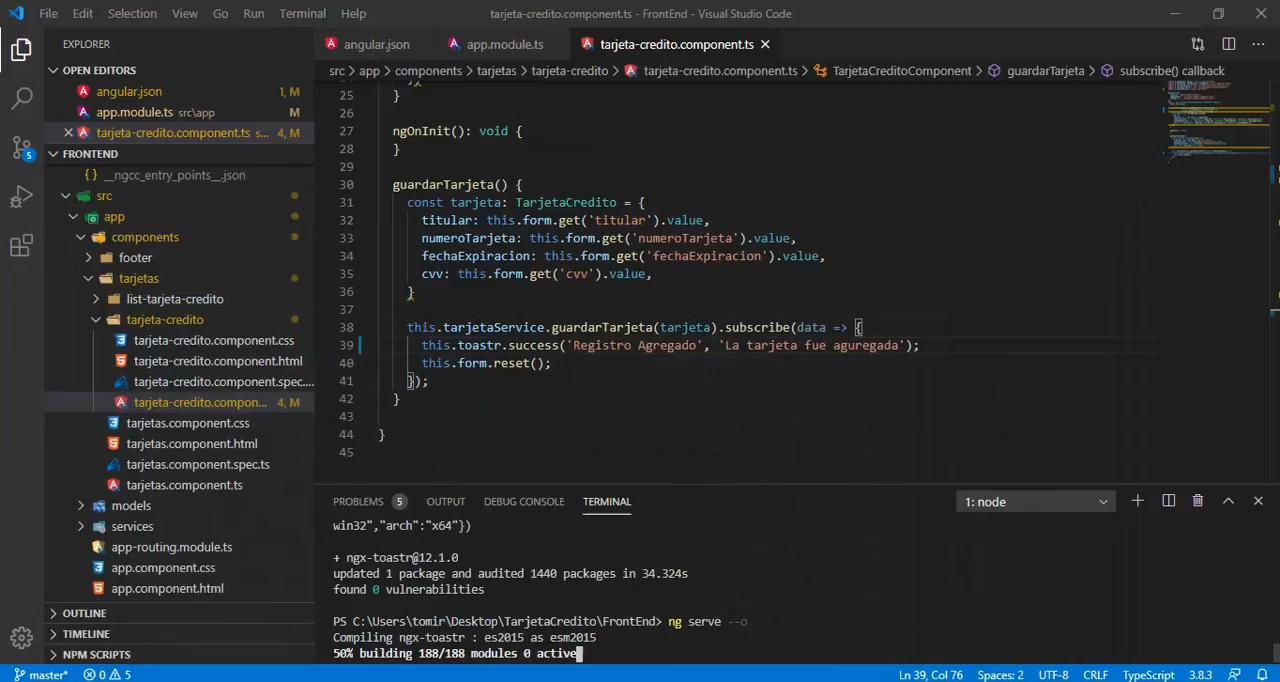 File Edit Selection View Go Run Terminal Help tarjeta-credito.component.ts - FrontEnd - Visual Studio Code
EXPLORER
OPEN EDITORS
angular.json 1, M
app.module.ts src\app M
tarjeta-credito.component.ts s... 4, M
FRONTEND
__ngcc_entry_points__.json
src
app
components
footer
tarjetas
list-tarjeta-credito
tarjeta-credito
tarjeta-credito.component.css
tarjeta-credito.component.html
tarjeta-credito.component.spec....
tarjeta-credito.compon... 4, M
tarjetas.component.css
tarjetas.component.html
tarjetas.component.spec.ts
tarjetas.component.ts
models
services
app-routing.module.ts
app.component.css
app.component.html
OUTLINE
TIMELINE
NPM SCRIPTS
angular.json app.module.ts tarjeta-credito.component.ts
src > app > components > tarjetas > tarjeta-credito > tarjeta-credito.component.ts > TarjetaCreditoComponent > guardarTarjeta > subscribe() callback
25 }
26
27 ngOnInit(): void {
28 }
29
30 guardarTarjeta() {
31 const tarjeta: TarjetaCredito = {
32 titular: this.form.get('titular').value,
33 numeroTarjeta: this.form.get('numeroTarjeta').value,
34 fechaExpiracion: this.form.get('fechaExpiracion').value,
35 cvv: this.form.get('cvv').value,
36 }
37
38 this.tarjetaService.guardarTarjeta(tarjeta).subscribe(data => {
39 this.toastr.success('Registro Agregado', 'La tarjeta fue aguregada');
40 this.form.reset();
41 });
42 }
43
44 }
45
PROBLEMS 5 OUTPUT DEBUG CONSOLE TERMINAL 1: node
win32","arch":"x64"})
+ ngx-toastr@12.1.0
updated 1 package and audited 1440 packages in 34.324s
found 0 vulnerabilities
PS C:\Users\tomir\Desktop\TarjetaCredito\FrontEnd> ng serve --o
Compiling ngx-toastr : es2015 as esm2015
50% building 188/188 modules 0 active
5
master* 0 5 Ln 39, Col 76 Spaces: 2 UTF-8 CRLF TypeScript 3.8.3